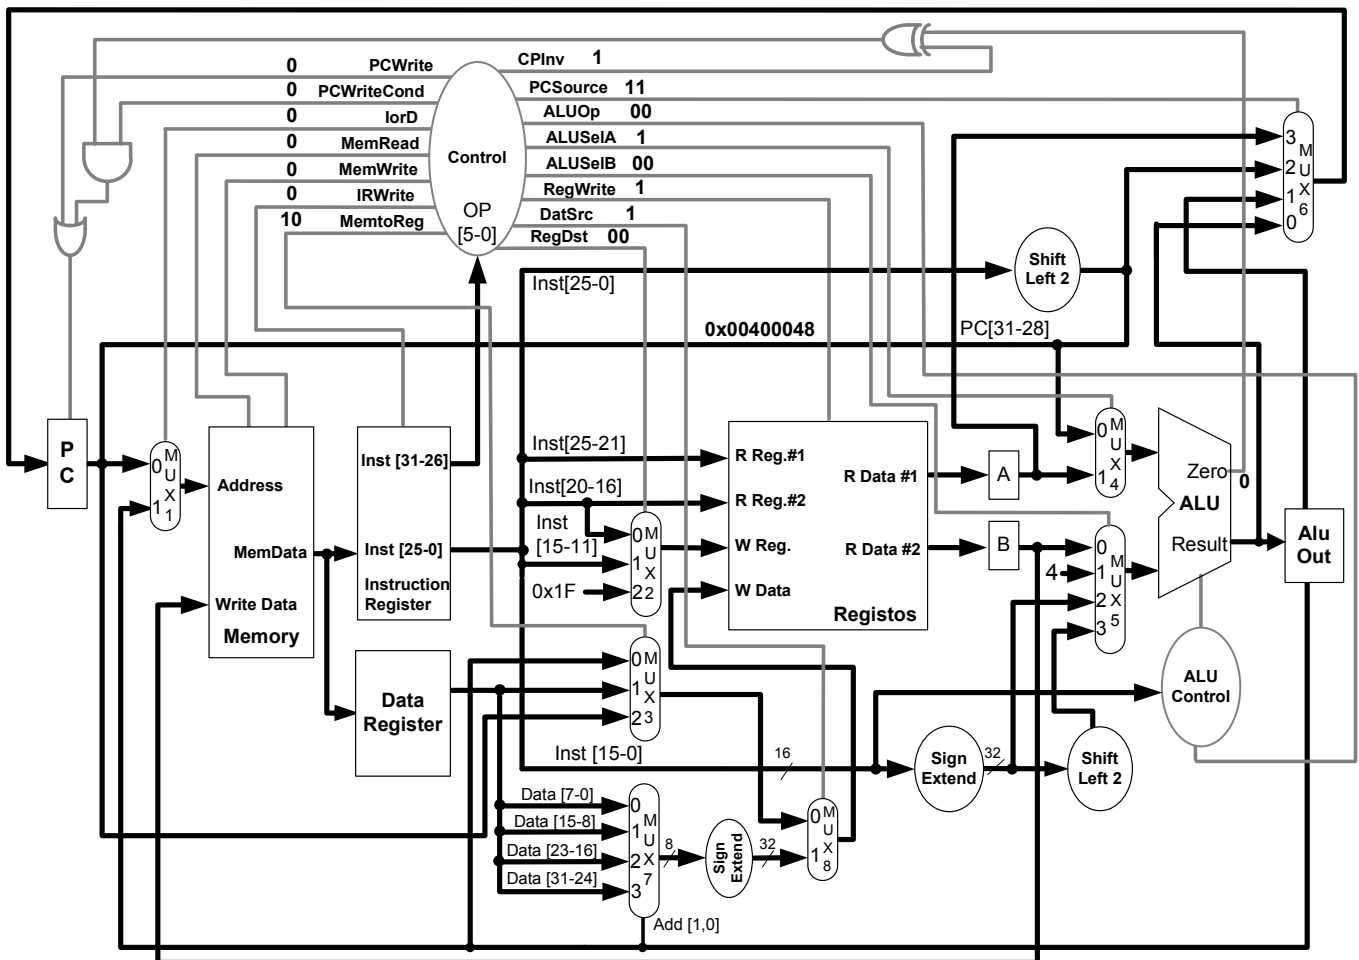 0 PCWrite
0 PCWriteCond
0 IorD
0 MemRead
0 MemWrite
0 IRWrite
10 MemtoReg
Control
OP
[5-0]
CPInv 1
PCSource 11
ALUOp 00
ALUSelA 1
ALUSelB 00
RegWrite 1
DatSrc 1
RegDst 00
3
2
1
0
M
U
X
6
Shift
Left 2
Inst[25-0]
0x00400048
PC[31-28]
P
C
0
1
M
U
X
1
Address
MemData
Write Data
Memory
Inst [31-26]
Inst [25-0]
Instruction
Register
Data
Register
Inst[25-21]
Inst[20-16]
Inst
[15-11]
0x1F
0
1
2
M
U
X
2
R Reg.#1
R Reg.#2
W Reg.
W Data
R Data #1
R Data #2
Registos
A
B
0
1
M
U
X
4
4
0
1
2
3
M
U
X
5
Zero
0
ALU
Result
Alu
Out
ALU
Control
0
1
2
M
U
X
3
Inst [15-0]
16
Sign
Extend
32
Shift
Left 2
Data [7-0]
Data [15-8]
Data [23-16]
Data [31-24]
0
1
2
3
M
U
X
7
8
Sign
Extend
32
0
1
M
U
X
8
Add [1,0]